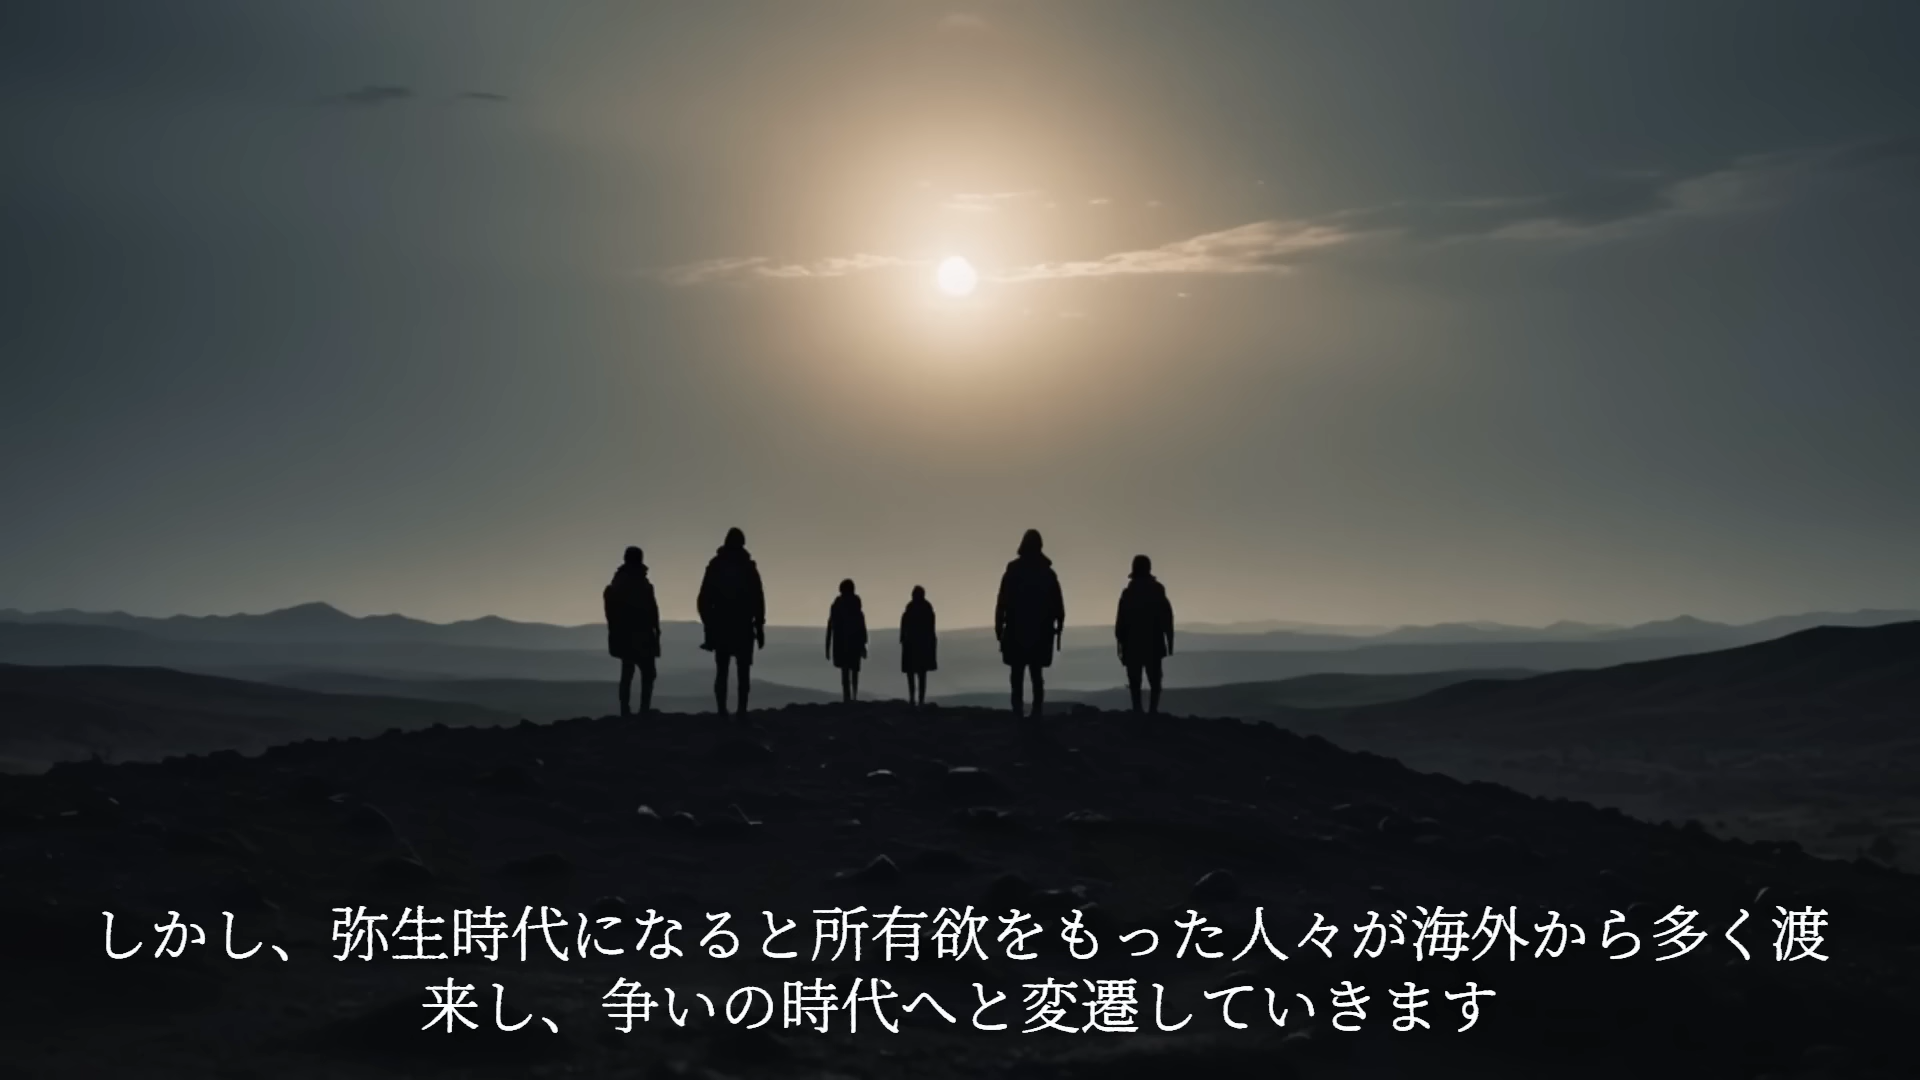 しかし、弥生時代になると所有欲をもった人々が海外から多く渡
来し、争いの時代へと変遷していきます